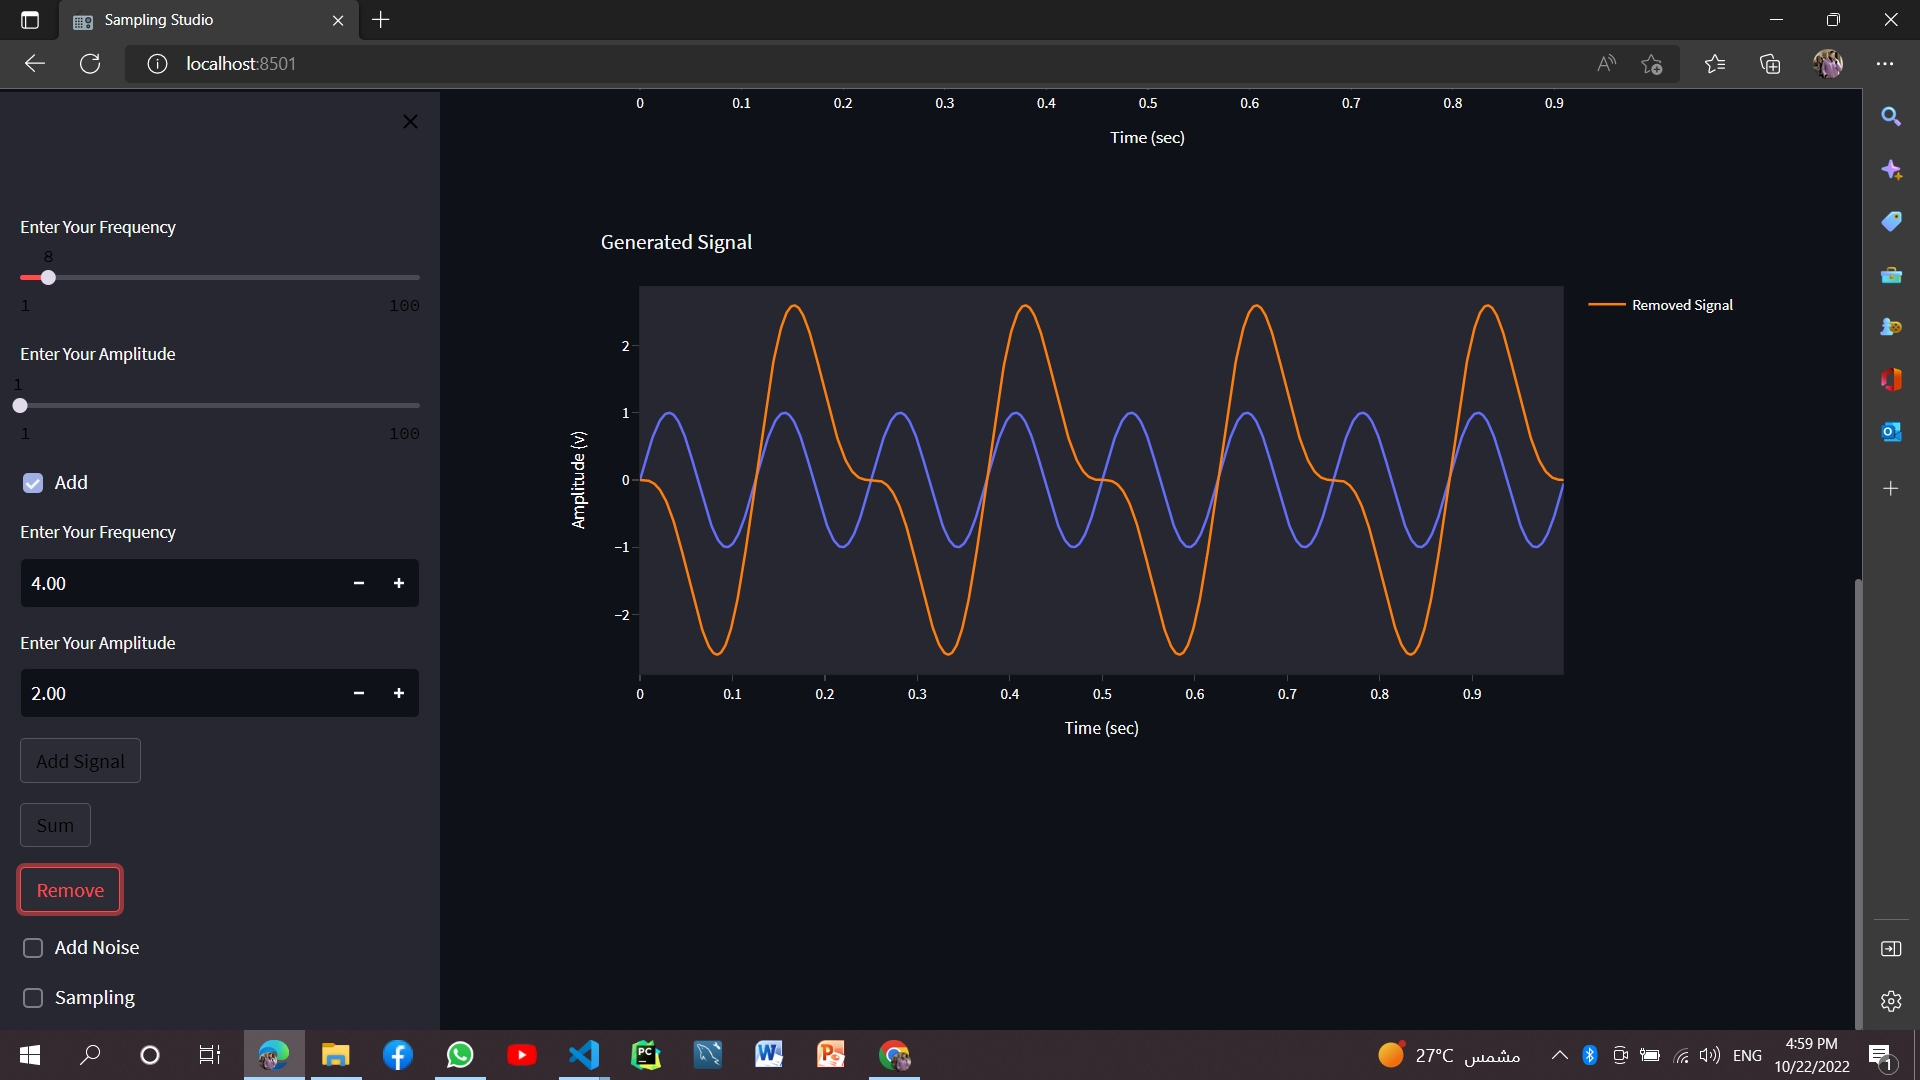 Sampling Studio
localhost:8501
Enter Your Frequency
8
1 100
Enter Your Amplitude
1
1 100
Add
Enter Your Frequency
4.00
Enter Your Amplitude
2.00
Add Signal
Sum
Remove
Add Noise
Sampling
0 0.1 0.2 0.3 0.4 0.5 0.6 0.7 0.8 0.9
Time (sec)
Generated Signal
Removed Signal
Amplitude (v)
2
1
0
−1
−2
0 0.1 0.2 0.3 0.4 0.5 0.6 0.7 0.8 0.9
Time (sec)
27°C مشمس
ENG
4:59 PM
10/22/2022
1